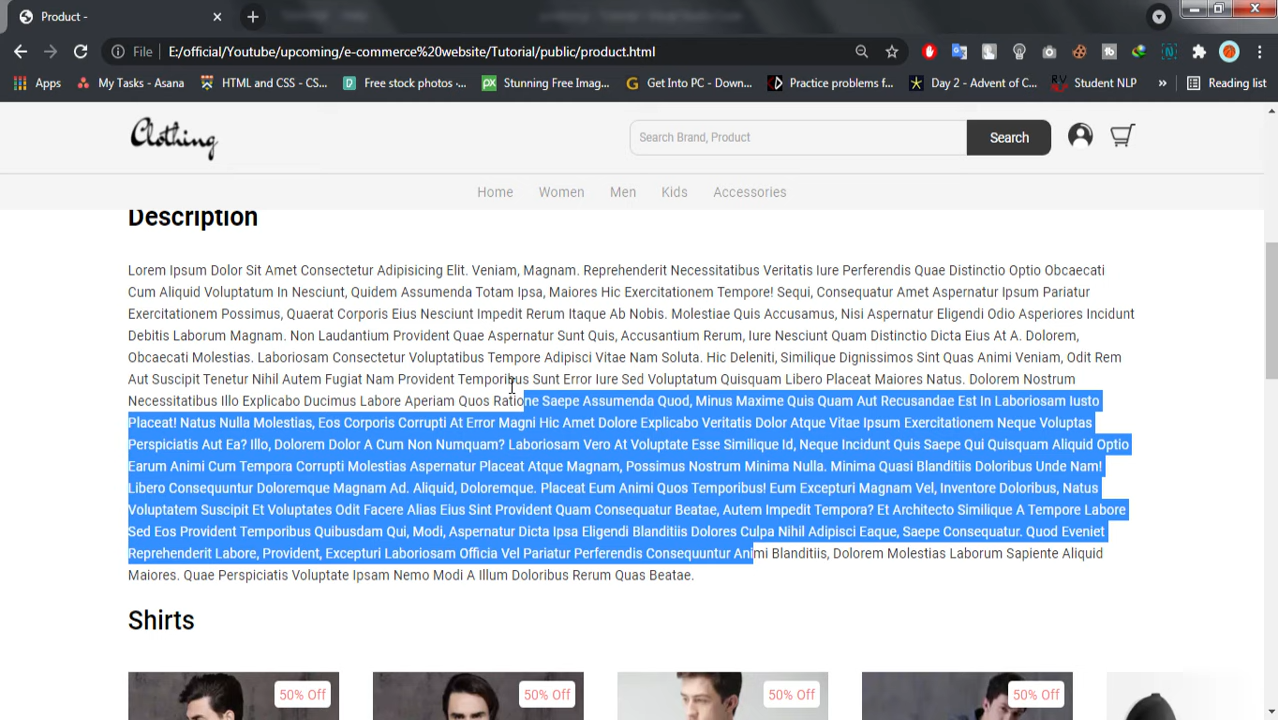 Product -
File
E:/official/Youtube/upcoming/e-commerce%20website/Tutorial/public/product.html
Apps
My Tasks - Asana
HTML and CSS - CS...
Free stock photos ·...
Stunning Free Imag...
Get Into PC - Down...
Practice problems f...
Day 2 - Advent of C...
Student NLP
»
Reading list
Clothing
Search Brand, Product
Search
Home
Women
Men
Kids
Accessories
Description
Lorem Ipsum Dolor Sit Amet Consectetur Adipisicing Elit. Veniam, Magnam. Reprehenderit Necessitatibus Veritatis Iure Perferendis Quae Distinctio Optio Obcaecati
Cum Aliquid Voluptatum In Nesciunt, Quidem Assumenda Totam Ipsa, Maiores Hic Exercitationem Tempore! Sequi, Consequatur Amet Aspernatur Ipsum Pariatur
Exercitationem Possimus, Quaerat Corporis Eius Nesciunt Impedit Rerum Itaque Ab Nobis. Molestiae Quis Accusamus, Nisi Aspernatur Eligendi Odio Asperiores Incidunt
Debitis Laborum Magnam. Non Laudantium Provident Quae Aspernatur Sunt Quis, Accusantium Rerum, Iure Nesciunt Quam Distinctio Dicta Eius At A. Dolorem,
Obcaecati Molestias. Laboriosam Consectetur Voluptatibus Tempore Adipisci Vitae Nam Soluta. Hic Deleniti, Similique Dignissimos Sint Quas Animi Veniam, Odit Rem
Aut Suscipit Tenetur Nihil Autem Fugiat Nam Provident Temporibus Sunt Error Iure Sed Voluptatum Quisquam Libero Placeat Maiores Natus. Dolorem Nostrum
Necessitatibus Illo Explicabo Ducimus Labore Aperiam Quos Ratione Saepe Assumenda Quod, Minus Maxime Quis Quam Aut Recusandae Est In Laboriosam Iusto
Placeat! Natus Nulla Molestias, Eos Corporis Corrupti At Error Magni Hic Amet Dolore Explicabo Veritatis Dolor Atque Vitae Ipsum Exercitationem Neque Voluptas
Perspiciatis Aut Ea? Illo, Dolorem Dolor A Cum Non Numquam? Laboriosam Vero At Voluptate Esse Similique Id, Neque Incidunt Quis Saepe Qui Quisquam Aliquid Optio
Earum Animi Cum Tempora Corrupti Molestias Aspernatur Placeat Atque Magnam, Possimus Nostrum Minima Nulla. Minima Quasi Blanditiis Doloribus Unde Nam!
Libero Consequuntur Doloremque Magnam Ad. Aliquid, Doloremque. Placeat Eum Animi Quos Temporibus! Eum Excepturi Magnam Vel, Inventore Doloribus, Natus
Voluptatem Suscipit Et Voluptates Odit Facere Alias Eius Sint Provident Quam Consequatur Beatae, Autem Impedit Tempora? Et Architecto Similique A Tempore Labore
Sed Eos Provident Temporibus Quibusdam Qui, Modi, Aspernatur Dicta Ipsa Eligendi Blanditiis Dolores Culpa Nihil Adipisci Eaque, Saepe Consequatur. Quod Eveniet
Reprehenderit Labore, Provident, Excepturi Laboriosam Officia Vel Pariatur Perferendis Consequuntur Animi Blanditiis, Dolorem Molestias Laborum Sapiente Aliquid
Maiores. Quae Perspiciatis Voluptate Ipsam Nemo Modi A Illum Doloribus Rerum Quas Beatae.
Shirts
50% Off
50% Off
50% Off
50% Off